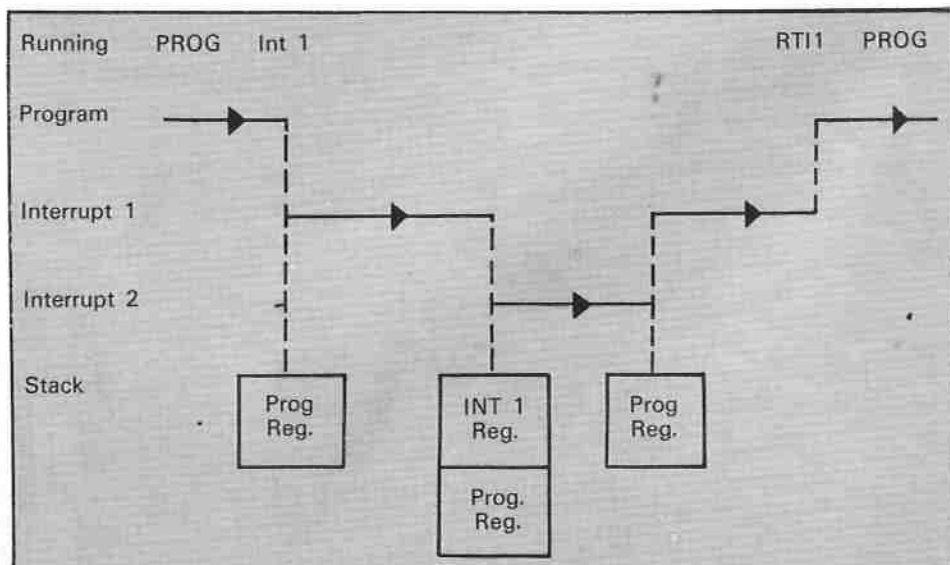 Running PROG Int 1 RTI1 PROG
Program
Interrupt 1
Interrupt 2
Stack
Prog
Reg.
INT 1
Reg.
Prog.
Reg.
Prog
Reg.